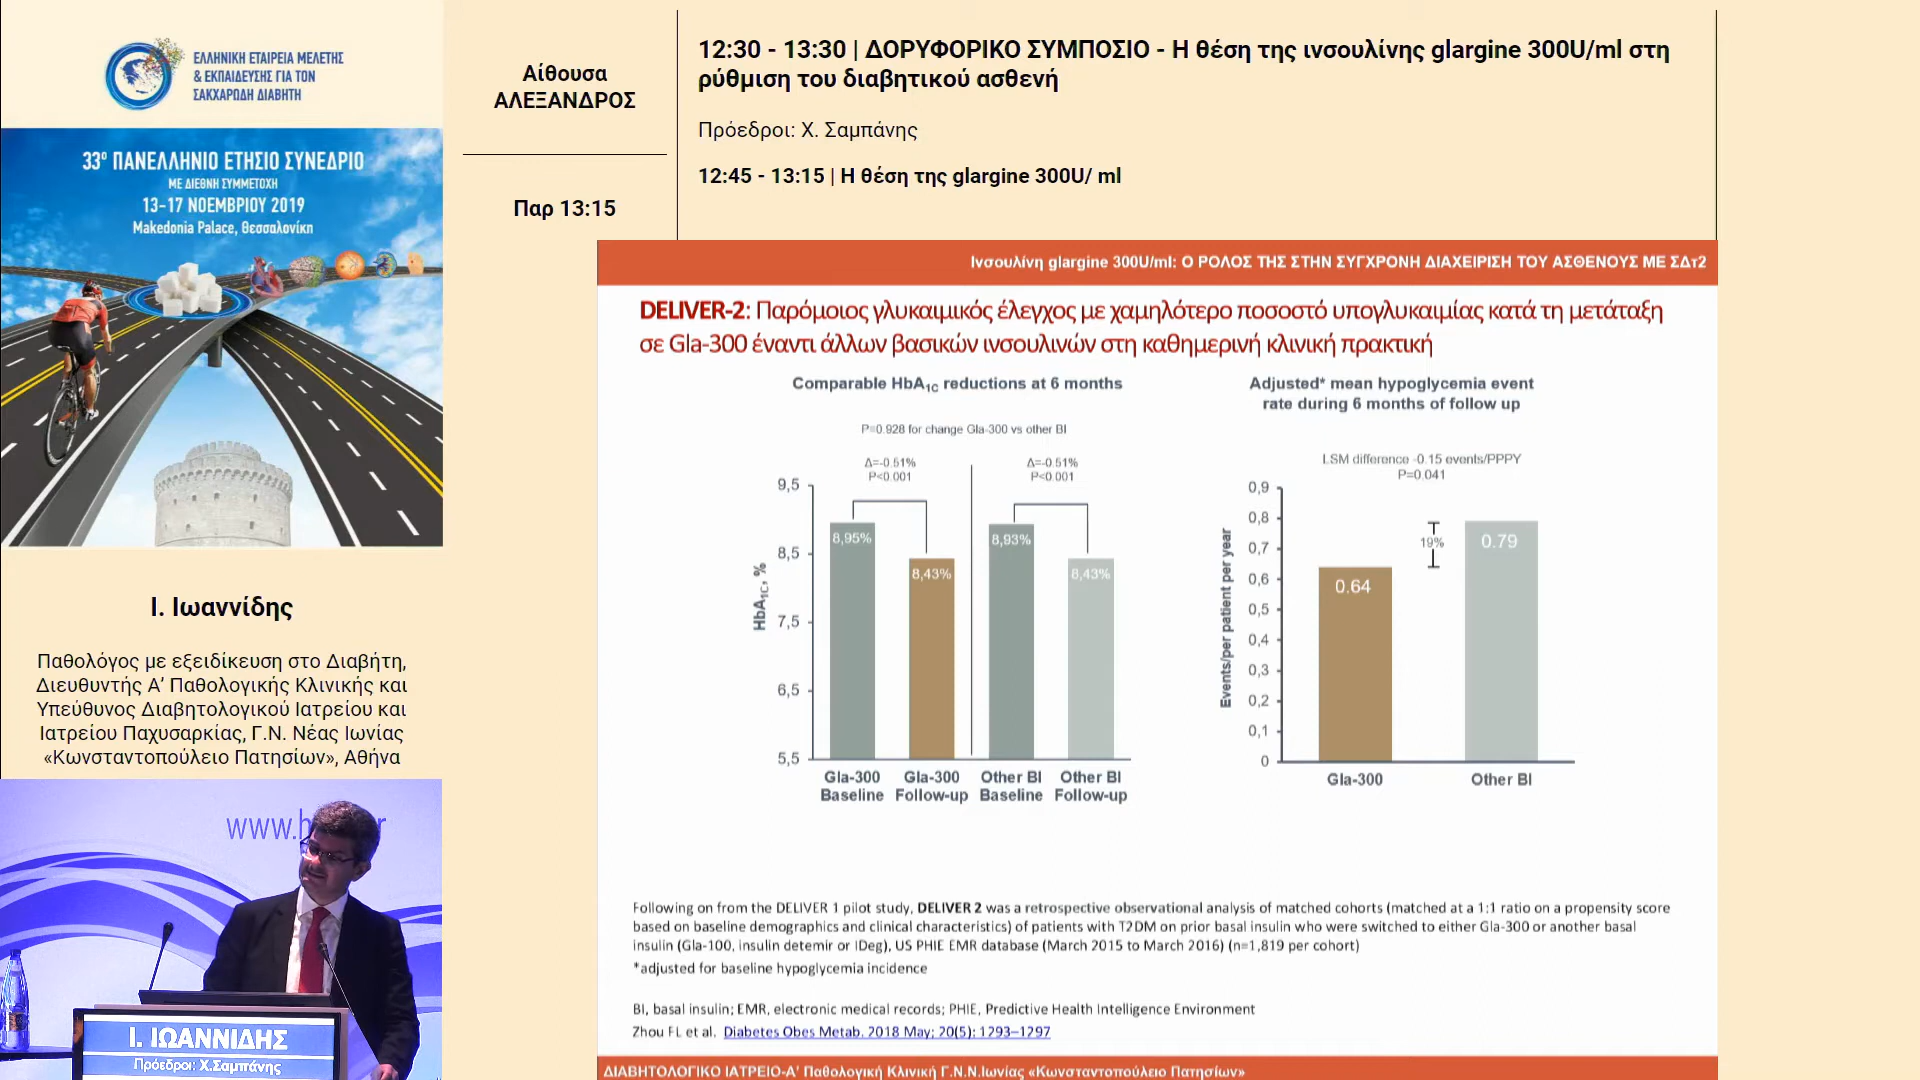 ΕΛΛΗΝΙΚΗ ΕΤΑΙΡΕΙΑ ΜΕΛΕΤΗΣ
& ΕΚΠΑΙΔΕΥΣΗΣ ΓΙΑ ΤΟΝ
ΣΑΚΧΑΡΩΔΗ ΔΙΑΒΗΤΗ
33º ΠΑΝΕΛΛΗΝΙΟ ΕΤΗΣΙΟ ΣΥΝΕΔΡΙΟ
ΜΕ ΔΙΕΘΝΗ ΣΥΜΜΕΤΟΧΗ
13-17 ΝΟΕΜΒΡΙΟΥ 2019
Makedonia Palace, Θεσσαλονίκη
Ι. Ιωαννίδης
Παθολόγος με εξειδίκευση στο Διαβήτη,
Διευθυντής Α’ Παθολογικής Κλινικής και
Υπεύθυνος Διαβητολογικού Ιατρείου και
Ιατρείου Παχυσαρκίας, Γ.Ν. Νέας Ιωνίας
«Κωνσταντοπούλειο Πατησίων», Αθήνα
www.h
r
Ι. ΙΩΑΝΝΙΔΗΣ
Πρόεδροι: Χ.Σαμπάνης
Αίθουσα
ΑΛΕΞΑΝΔΡΟΣ
Παρ 13:15
12:30 - 13:30 | ΔΟΡΥΦΟΡΙΚΟ ΣΥΜΠΟΣΙΟ - Η θέση της ινσουλίνης glargine 300U/ml στη
ρύθμιση του διαβητικού ασθενή
Πρόεδροι: Χ. Σαμπάνης
12:45 - 13:15 | Η θέση της glargine 300U/ ml
Ινσουλίνη glargine 300U/ml: Ο ΡΟΛΟΣ ΤΗΣ ΣΤΗΝ ΣΥΓΧΡΟΝΗ ΔΙΑΧΕΙΡΙΣΗ ΤΟΥ ΑΣΘΕΝΟΥΣ ΜΕ ΣΔτ2
DELIVER-2: Παρόμοιος γλυκαιμικός έλεγχος με χαμηλότερο ποσοστό υπογλυκαιμίας κατά τη μετάταξη
σε Gla-300 έναντι άλλων βασικών ινσουλινών στη καθημερινή κλινική πρακτική
Comparable HbA1C reductions at 6 months
P=0.928 for change Gla-300 vs other BI
Δ=-0.51%
P<0.001
Δ=-0.51%
P<0.001
HbA1C, %
9,5
8,5
7,5
6,5
5,5
8,95%
8,43%
8,93%
8,43%
Gla-300
Baseline
Gla-300
Follow-up
Other BI
Baseline
Other BI
Follow-up
Adjusted* mean hypoglycemia event
rate during 6 months of follow up
LSM difference -0.15 events/PPPY
P=0.041
Events/per patient per year
0,9
0,8
0,7
0,6
0,5
0,4
0,3
0,2
0,1
0
0.64
19%
0.79
Gla-300
Other BI
Following on from the DELIVER 1 pilot study, DELIVER 2 was a retrospective observational analysis of matched cohorts (matched at a 1:1 ratio on a propensity score
based on baseline demographics and clinical characteristics) of patients with T2DM on prior basal insulin who were switched to either Gla-300 or another basal
insulin (Gla-100, insulin detemir or IDeg), US PHIE EMR database (March 2015 to March 2016) (n=1,819 per cohort)
*adjusted for baseline hypoglycemia incidence
BI, basal insulin; EMR, electronic medical records; PHIE, Predictive Health Intelligence Environment
Zhou FL et al. Diabetes Obes Metab. 2018 May; 20(5): 1293–1297
ΔΙΑΒΗΤΟΛΟΓΙΚΟ ΙΑΤΡΕΙΟ-Α’ Παθολογική Κλινική Γ.Ν.Ν.Ιωνίας «Κωνσταντοπούλειο Πατησίων»